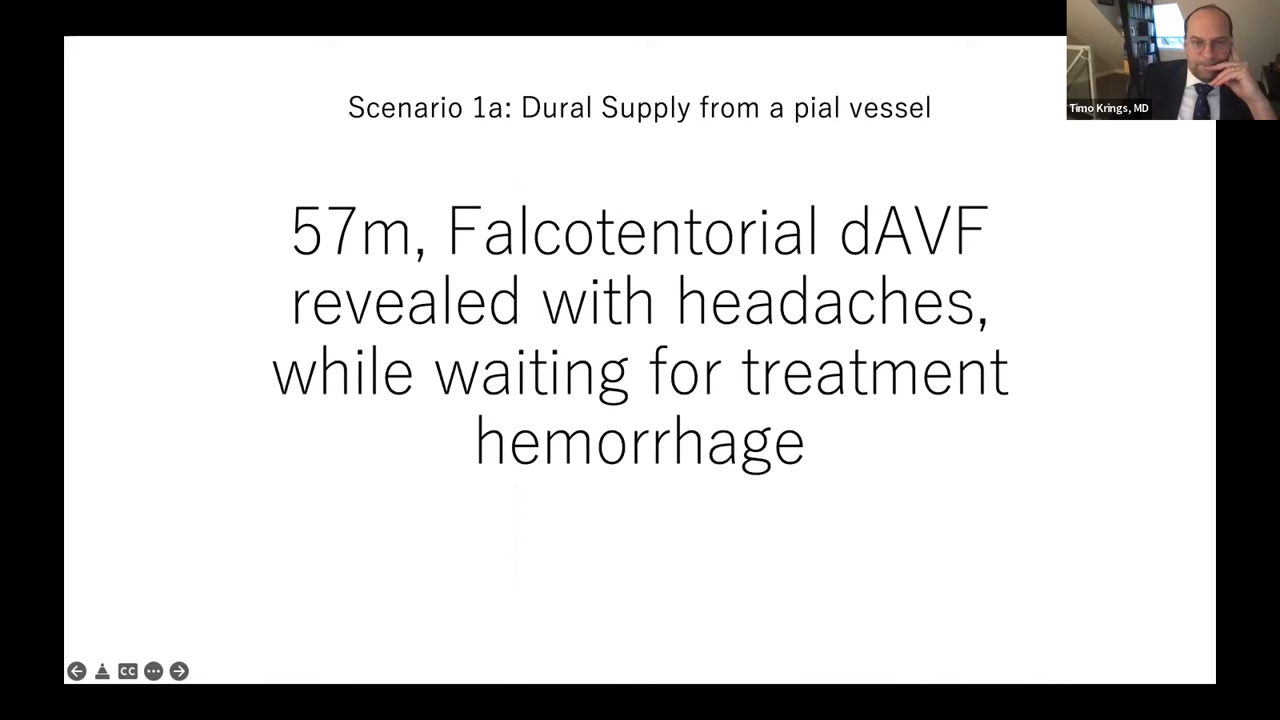 Scenario 1a: Dural Supply from a pial vessel
57m, Falcotentorial dAVF
revealed with headaches,
while waiting for treatment
hemorrhage
Timo Krings, MD
CC